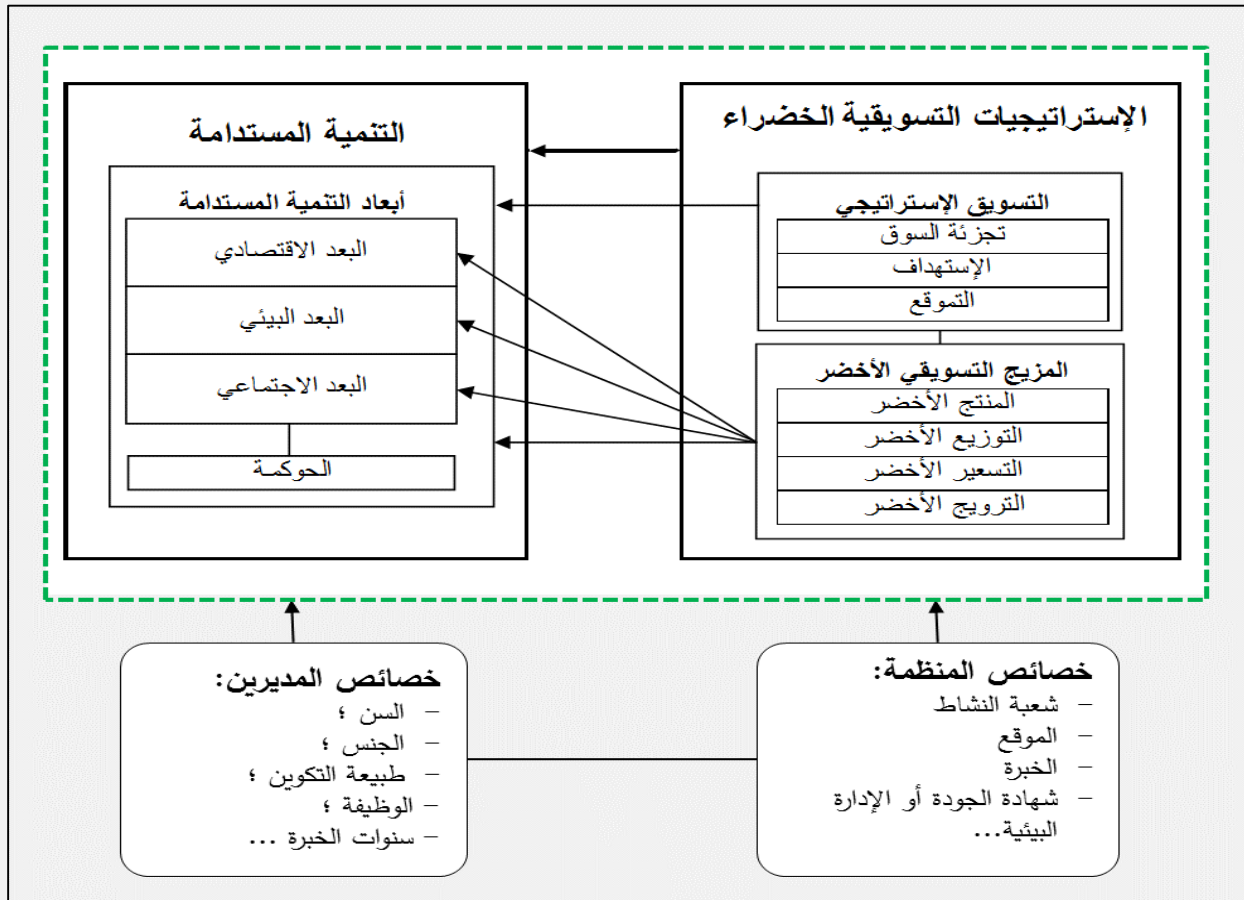 الإستراتيجيات التسويقية الخضراء
التسويق الإستراتيجي
تجزئة السوق
الإستهداف
التموقع
المزيج التسويقي الأخضر
المنتج الأخضر
التوزيع الأخضر
التسعير الأخضر
الترويج الأخضر
التنمية المستدامة
أبعاد التنمية المستدامة
البعد الاقتصادي
البعد البيئي
البعد الاجتماعي
الحوكمة
خصائص المنظمة:
- شعبة النشاط
- الموقع
- الخبرة
- شهادة الجودة أو الإدارة
البيئية...
خصائص المديرين:
- السن ؛
- الجنس ؛
- طبيعة التكوين ؛
- الوظيفة ؛
- سنوات الخبرة ...